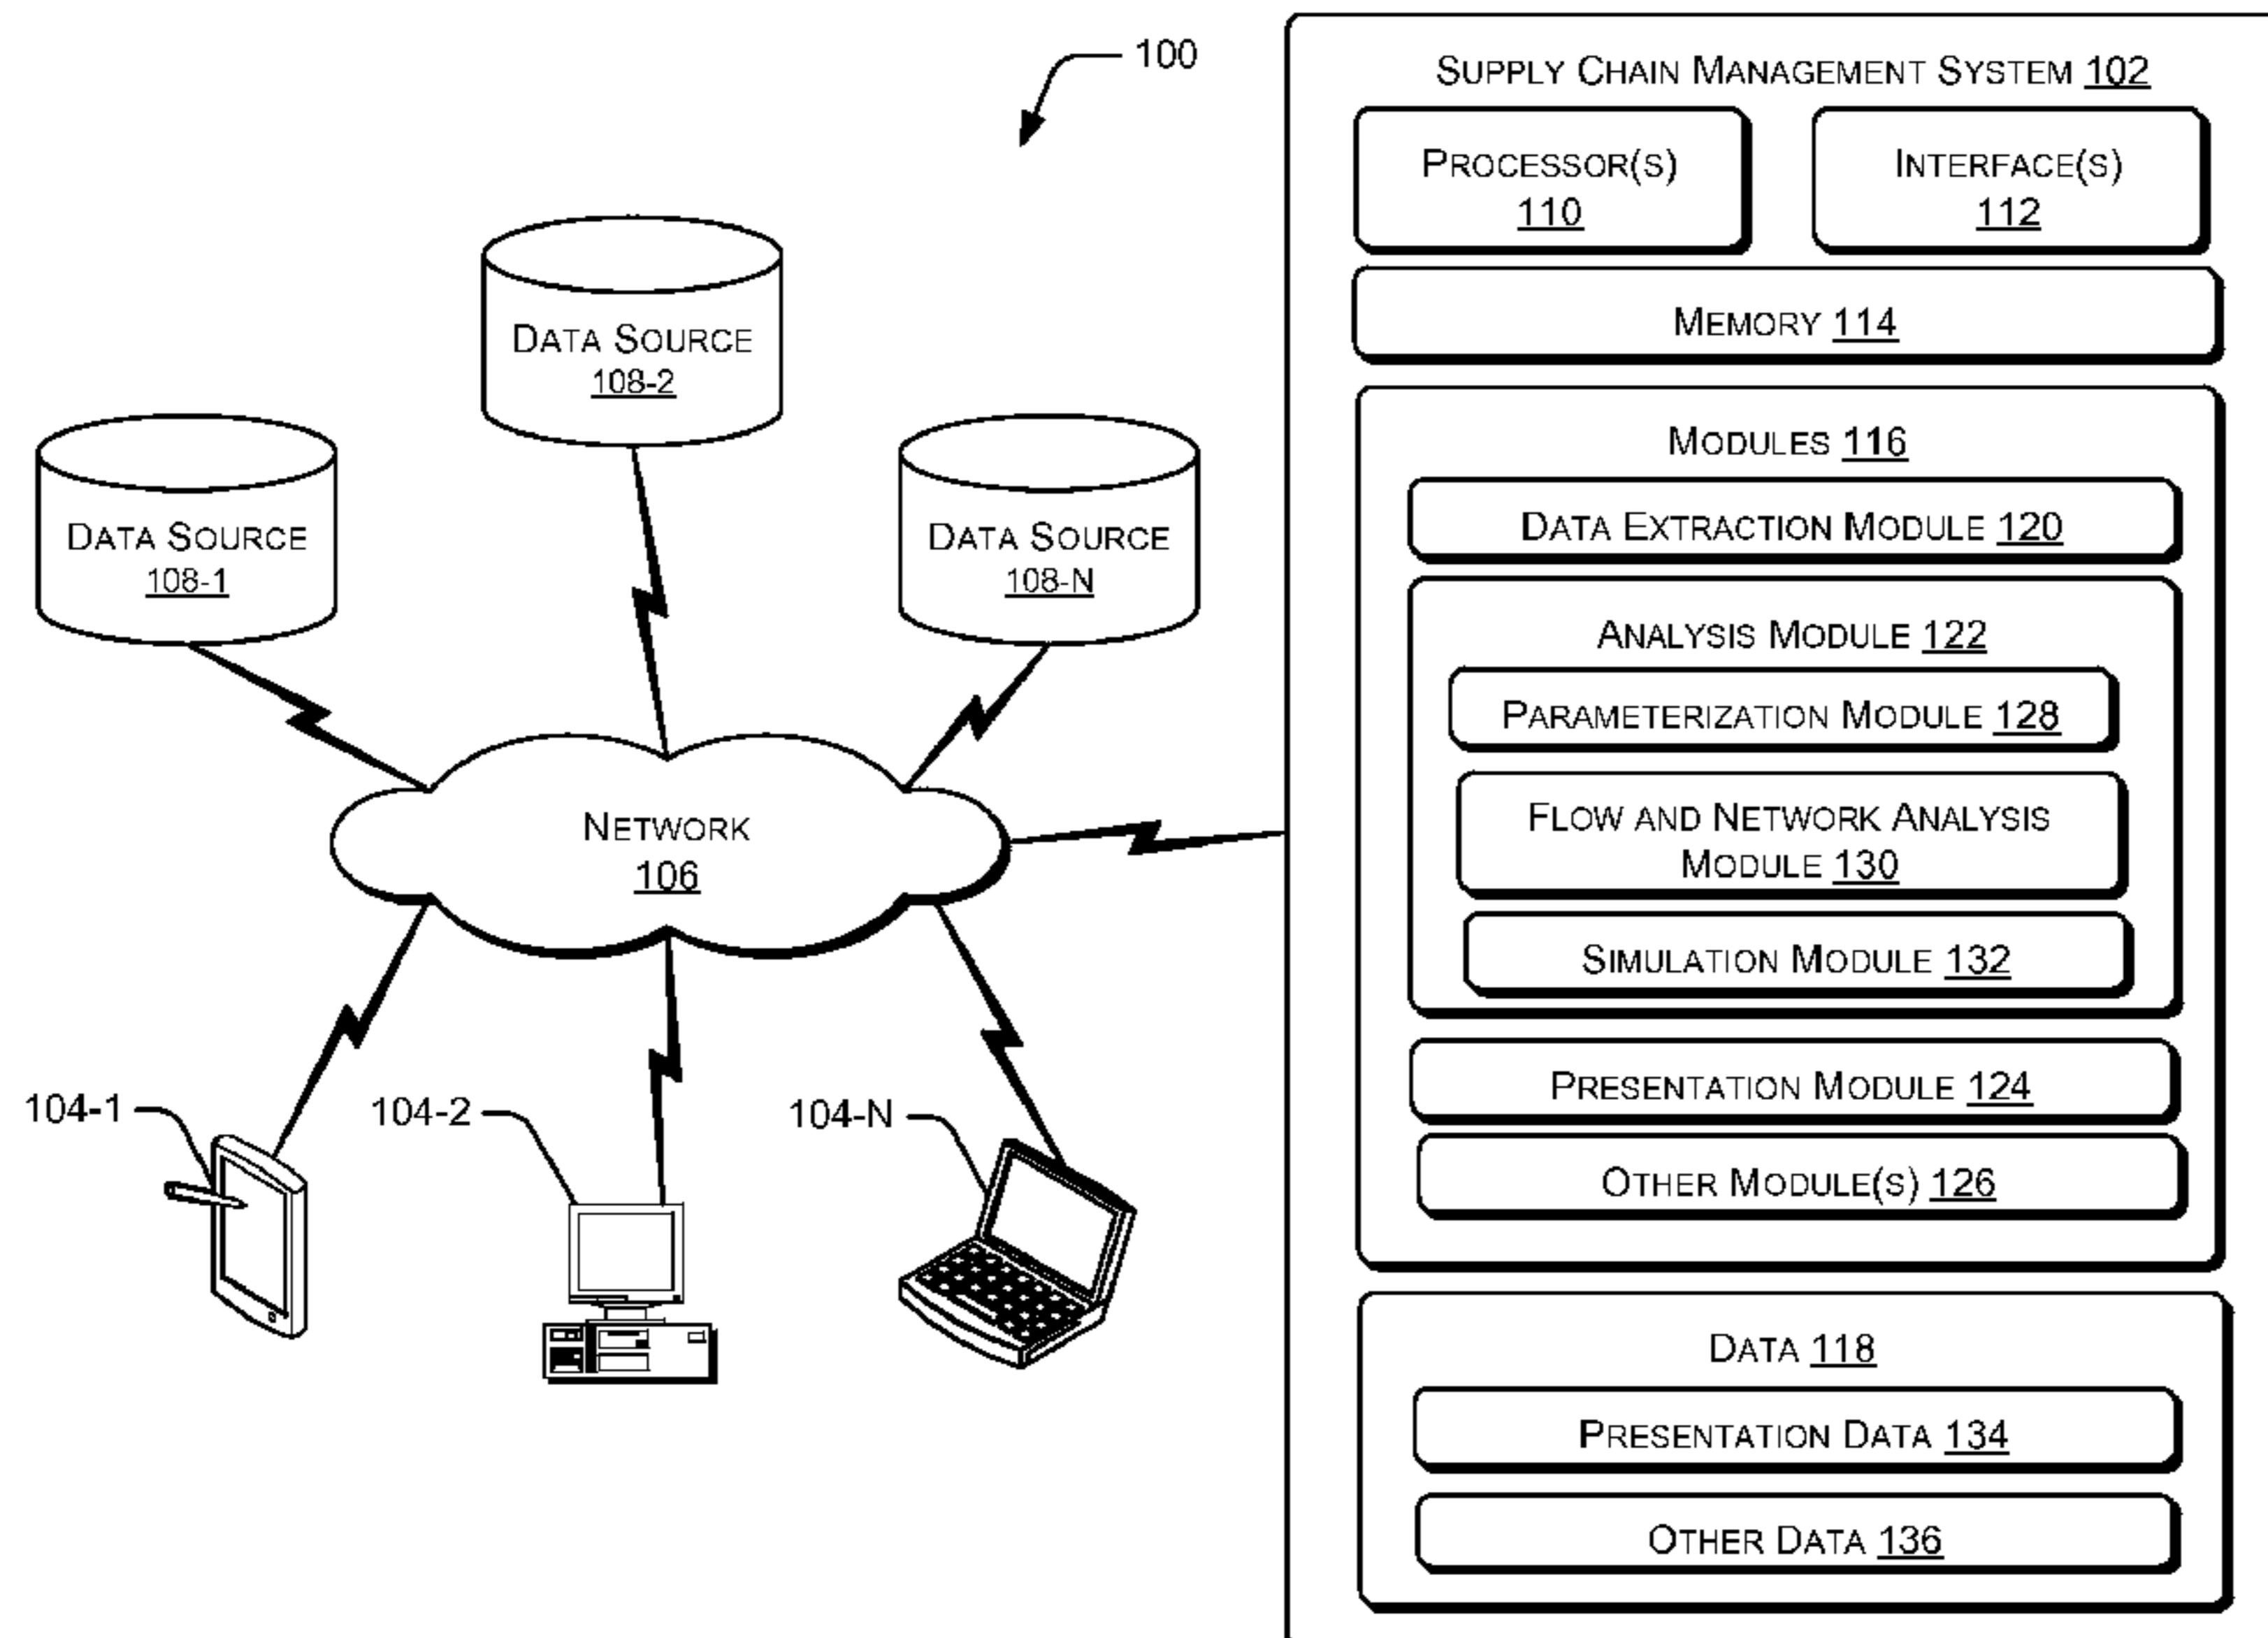 100
SUPPLY CHAIN MANAGEMENT SYSTEM 102
PROCESSOR(S)
110
INTERFACE(S)
112
MEMORY 114
MODULES 116
DATA EXTRACTION MODULE 120
ANALYSIS MODULE 122
PARAMETERIZATION MODULE 128
FLOW AND NETWORK ANALYSIS
MODULE 130
SIMULATION MODULE 132
PRESENTATION MODULE 124
OTHER MODULE(S) 126
DATA 118
PRESENTATION DATA 134
OTHER DATA 136
DATA SOURCE
108-2
DATA SOURCE
108-1
DATA SOURCE
108-N
NETWORK
106
104-1
104-2
104-N